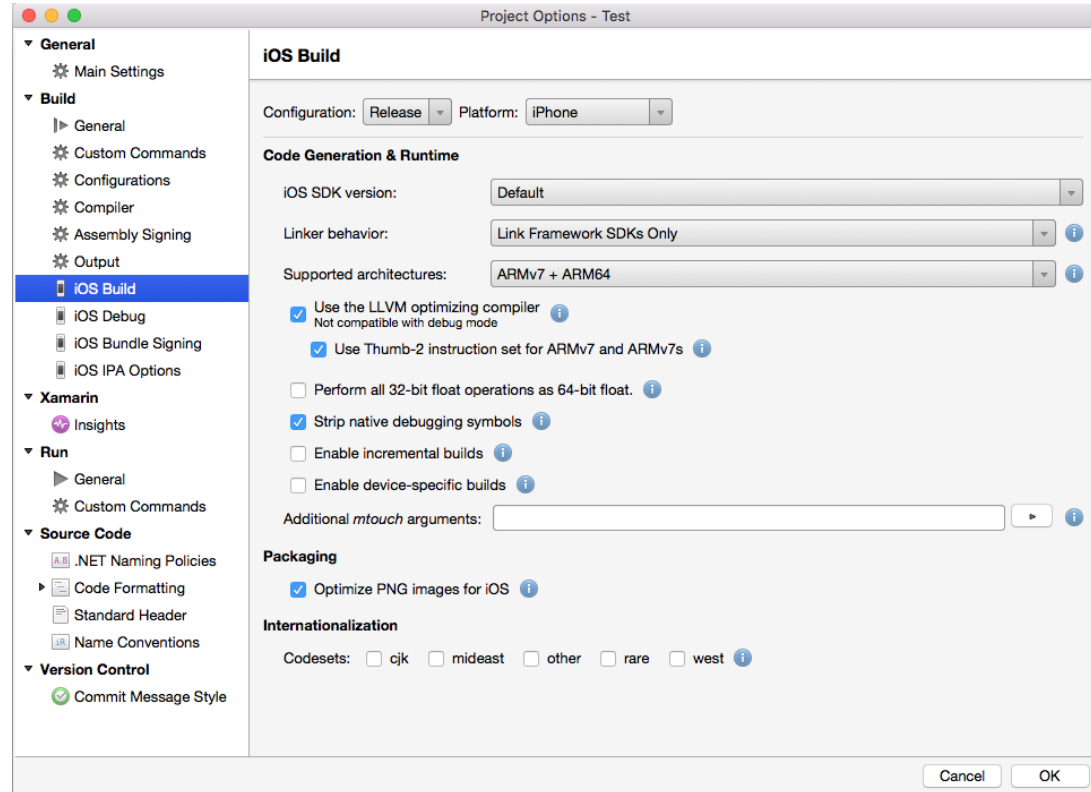 Project Options - Test
General
Main Settings
Build
General
Custom Commands
Configurations
Compiler
Assembly Signing
Output
iOS Build
iOS Debug
iOS Bundle Signing
iOS IPA Options
Xamarin
Insights
Run
General
Custom Commands
Source Code
A.B .NET Naming Policies
Code Formatting
Standard Header
iR Name Conventions
Version Control
Commit Message Style
iOS Build
Configuration: Release Platform: iPhone
Code Generation & Runtime
iOS SDK version: Default
Linker behavior: Link Framework SDKs Only
Supported architectures: ARMv7 + ARM64
Use the LLVM optimizing compiler
Not compatible with debug mode
Use Thumb-2 instruction set for ARMv7 and ARMv7s
Perform all 32-bit float operations as 64-bit float.
Strip native debugging symbols
Enable incremental builds
Enable device-specific builds
Additional mtouch arguments:
Packaging
Optimize PNG images for iOS
Internationalization
Codesets: cjk mideast other rare west
Cancel OK